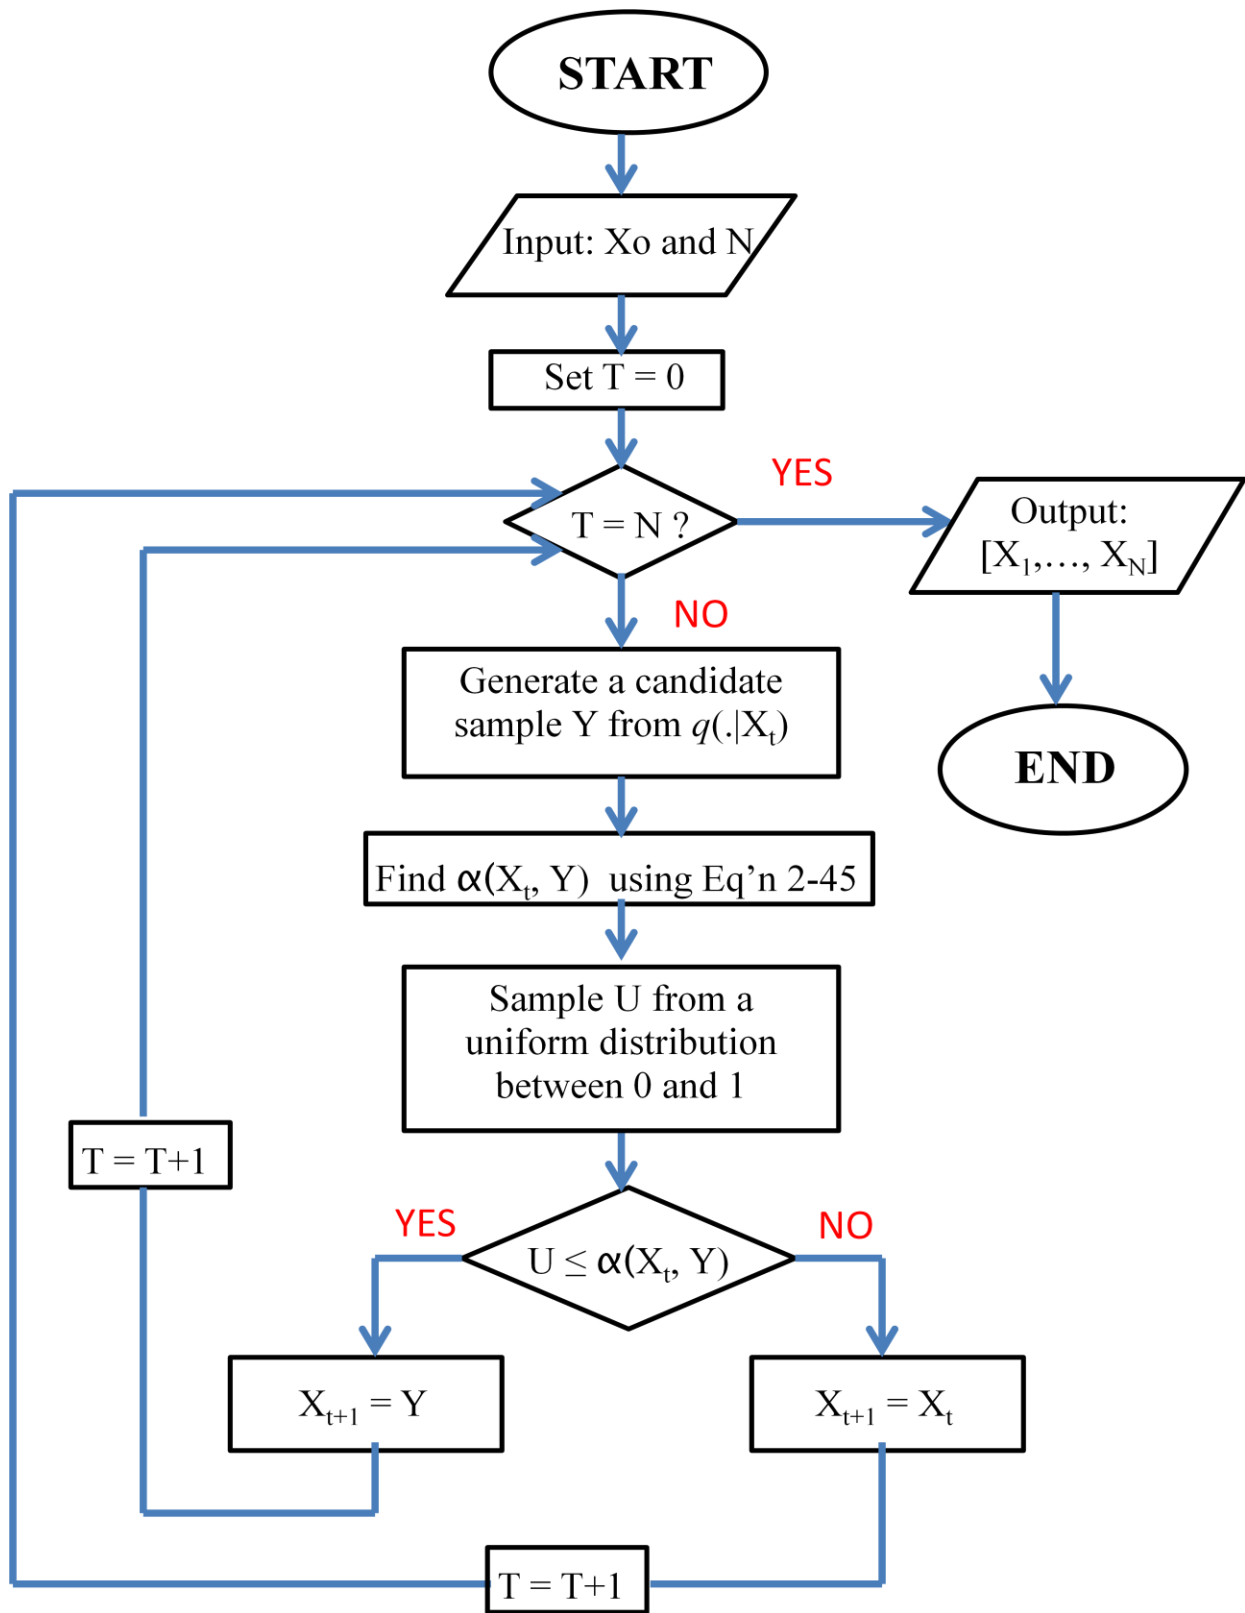 START
Input: Xo and N
Set T = 0
T = N ?
YES
Output:
[X₁,…, X_N]
NO
Generate a candidate
sample Y from q(.|Xₜ)
END
Find α(Xₜ, Y) using Eq’n 2-45
Sample U from a
uniform distribution
between 0 and 1
T = T+1
YES
NO
U ≤ α(Xₜ, Y)
Xₜ₊₁ = Y
Xₜ₊₁ = Xₜ
T = T+1